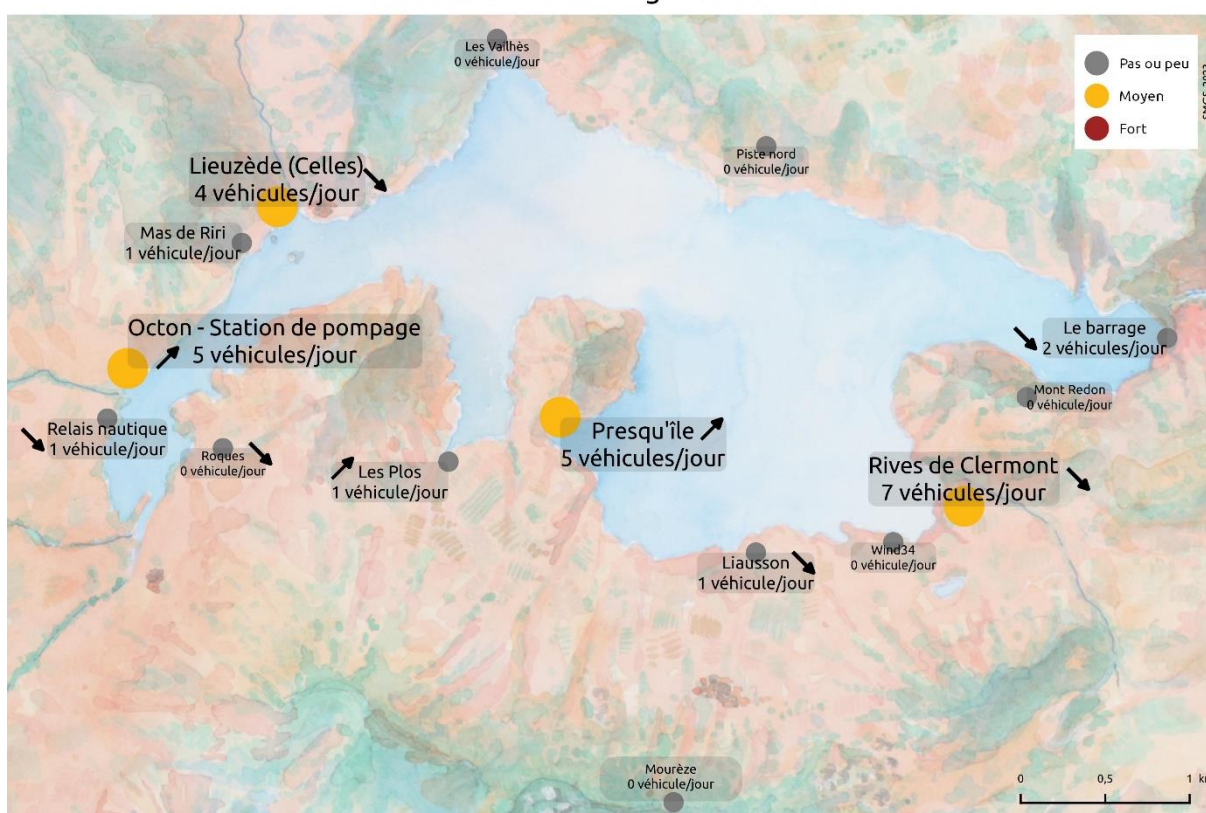 Les Vailhès
0 véhicule/jour
Pas ou peu
Moyen
Fort
Piste nord
0 véhicule/jour
Lieuzède (Celles)
4 véhicules/jour
Mas de Riri
1 véhicule/jour
Octon - Station de pompage
5 véhicules/jour
Le barrage
2 véhicules/jour
Mont Redon
0 véhicule/jour
Relais nautique
1 véhicule/jour
Roques
0 véhicule/jour
Les Plos
1 véhicule/jour
Presqu'île
5 véhicules/jour
Rives de Clermont
7 véhicules/jour
Liausson
1 véhicule/jour
Wind34
0 véhicule/jour
Mourèze
0 véhicule/jour
0 0,5 1 km